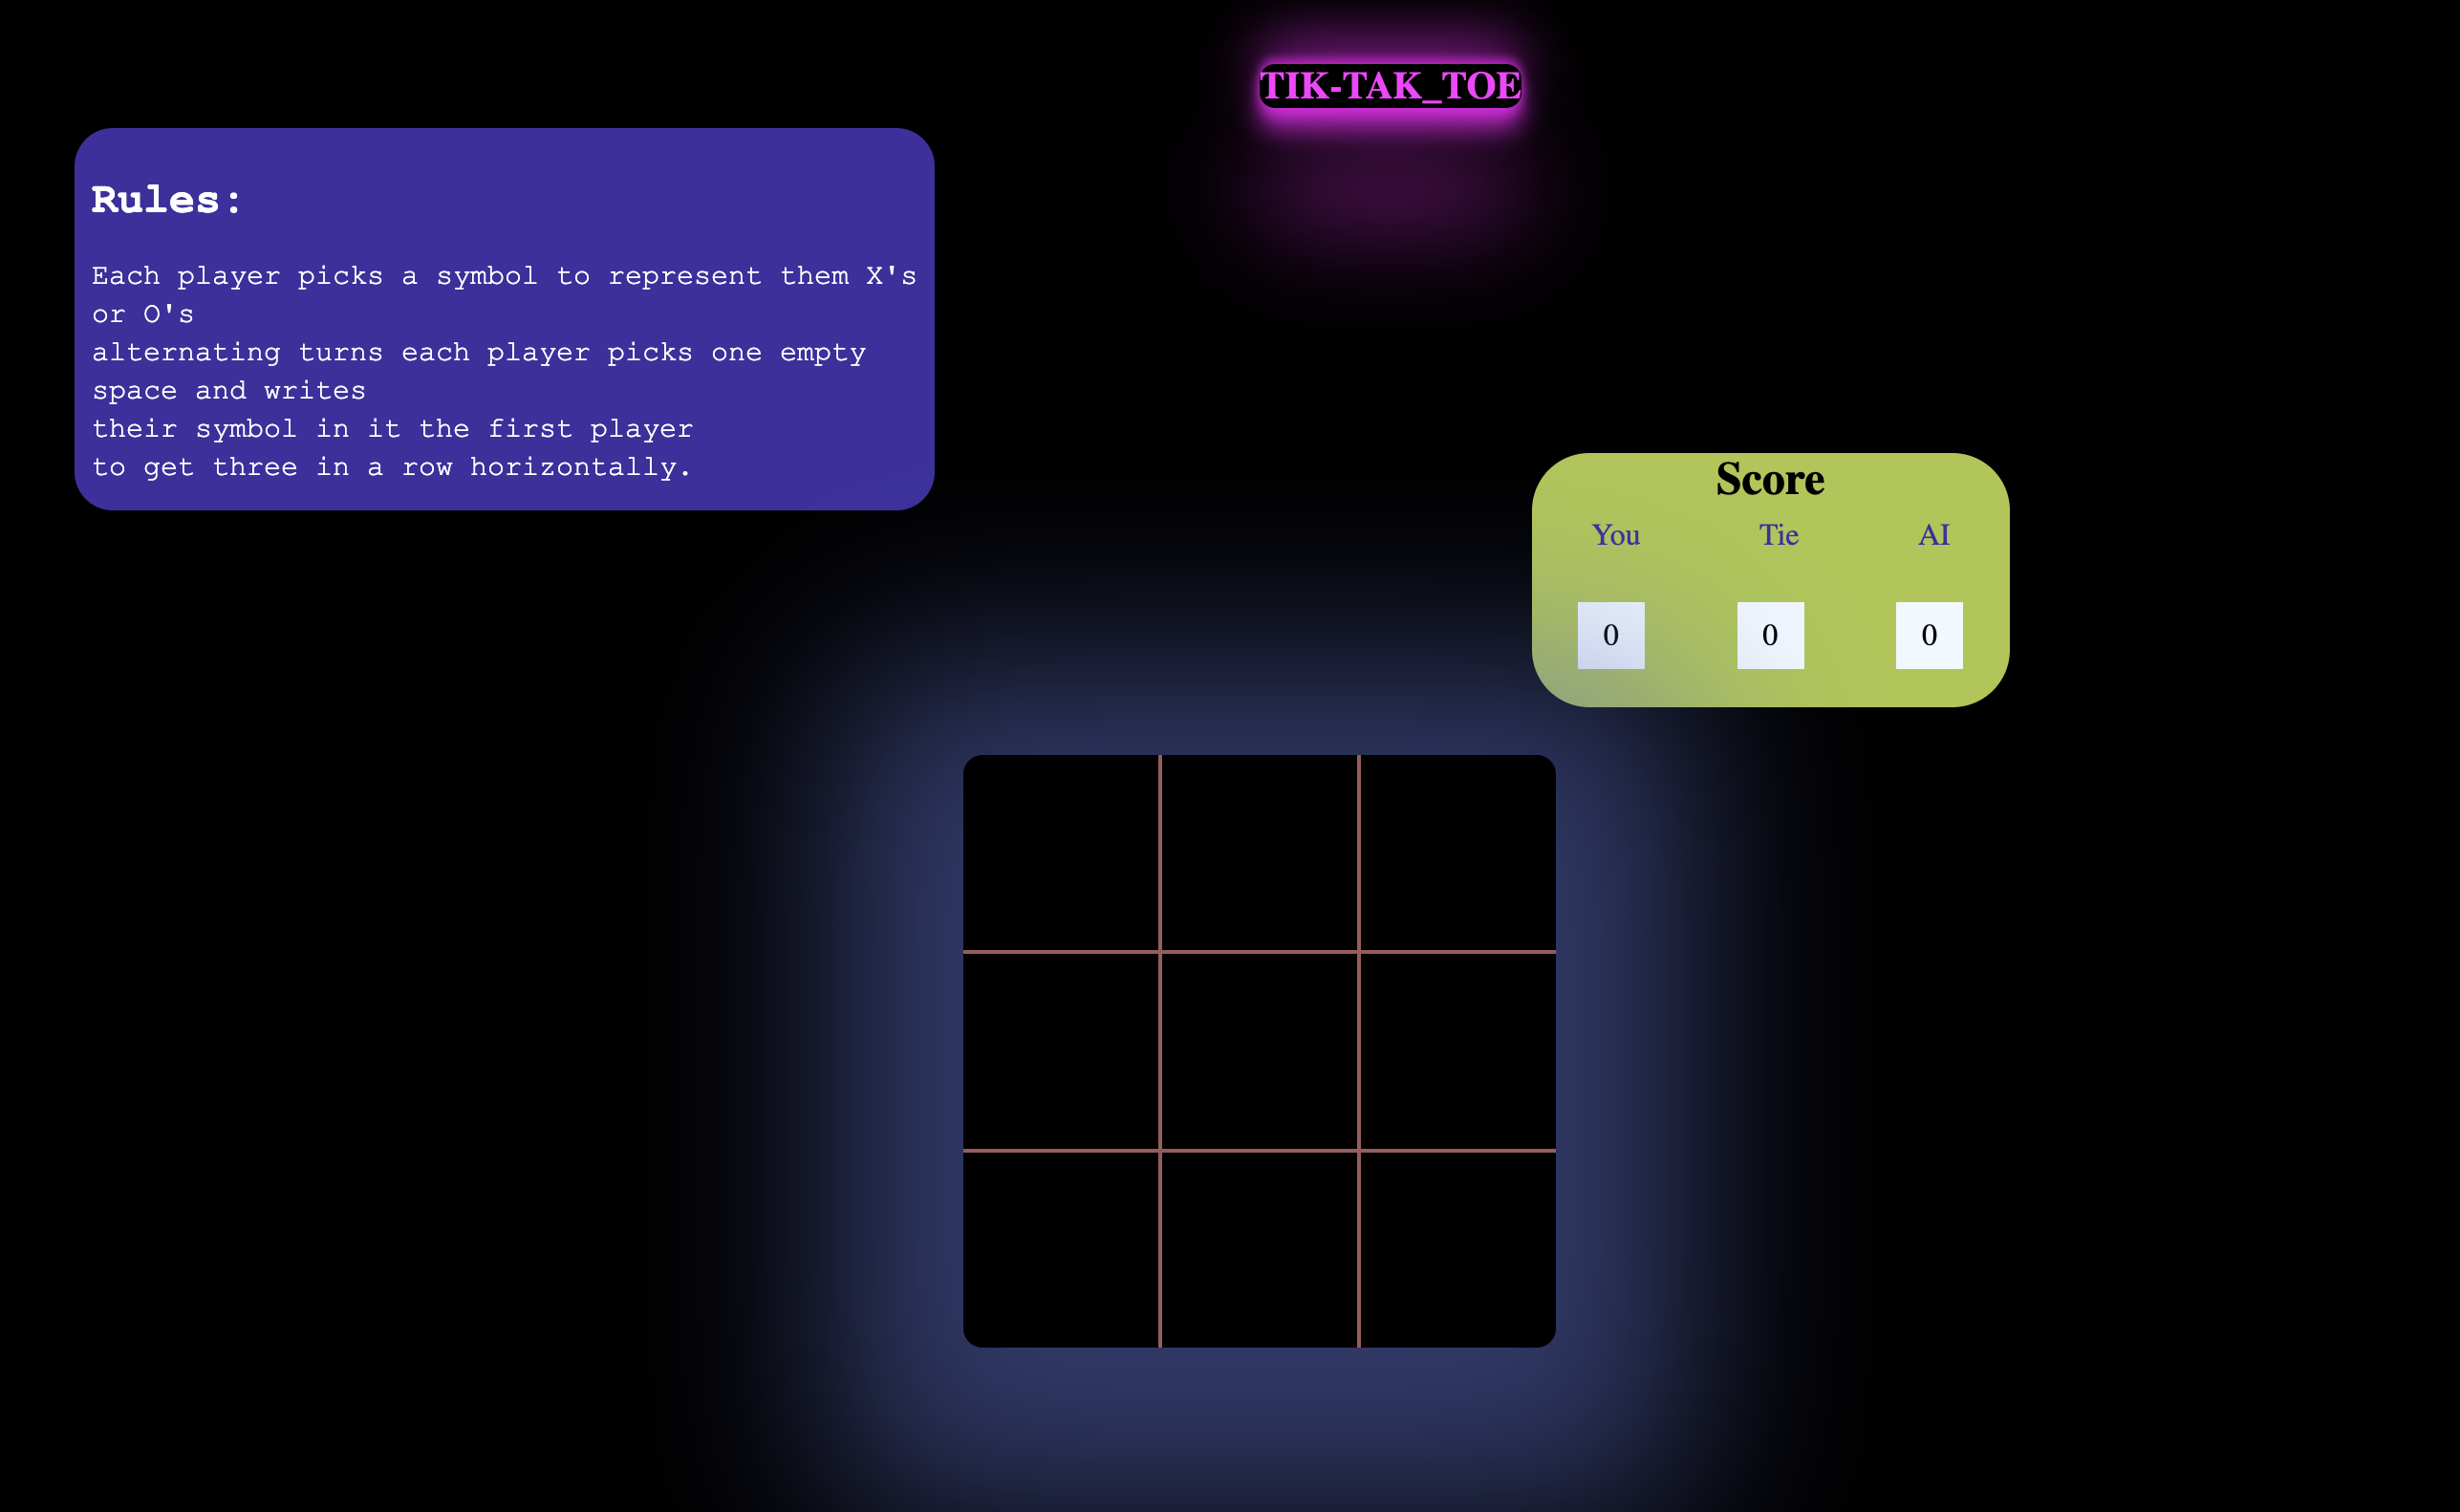 TIK-TAK_TOE
Rules:
Each player picks a symbol to represent them X's
or O's
alternating turns each player picks one empty
space and writes
their symbol in it the first player
to get three in a row horizontally.
Score
You Tie AI
0 0 0